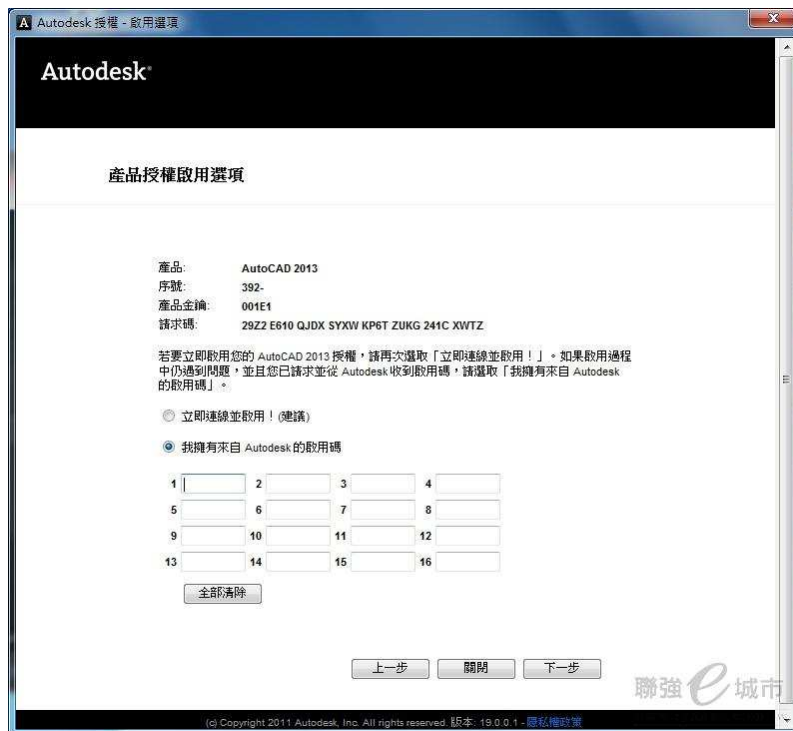 Autodesk 授權 - 啟用選項
Autodesk
產品授權啟用選項
產品: AutoCAD 2013
序號: 392-
產品金鑰: 001E1
請求碼: 29Z2 E610 QJDX SYXW KP6T ZUKG 241C XWTZ
若要立即啟用您的 AutoCAD 2013 授權,請再次選取「立即連線並啟用!」。如果啟用過程
中仍遇到問題,並且您已請求並從 Autodesk 收到啟用碼,請選取「我擁有來自 Autodesk
的啟用碼」。
立即連線並啟用! (建議)
我擁有來自 Autodesk 的啟用碼
1 2 3 4
5 6 7 8
9 10 11 12
13 14 15 16
全部清除
上一步 關閉 下一步
聯強 e 城市
(c) Copyright 2011 Autodesk, Inc. All rights reserved. 版本: 19.0.0.1 - 隱私權政策